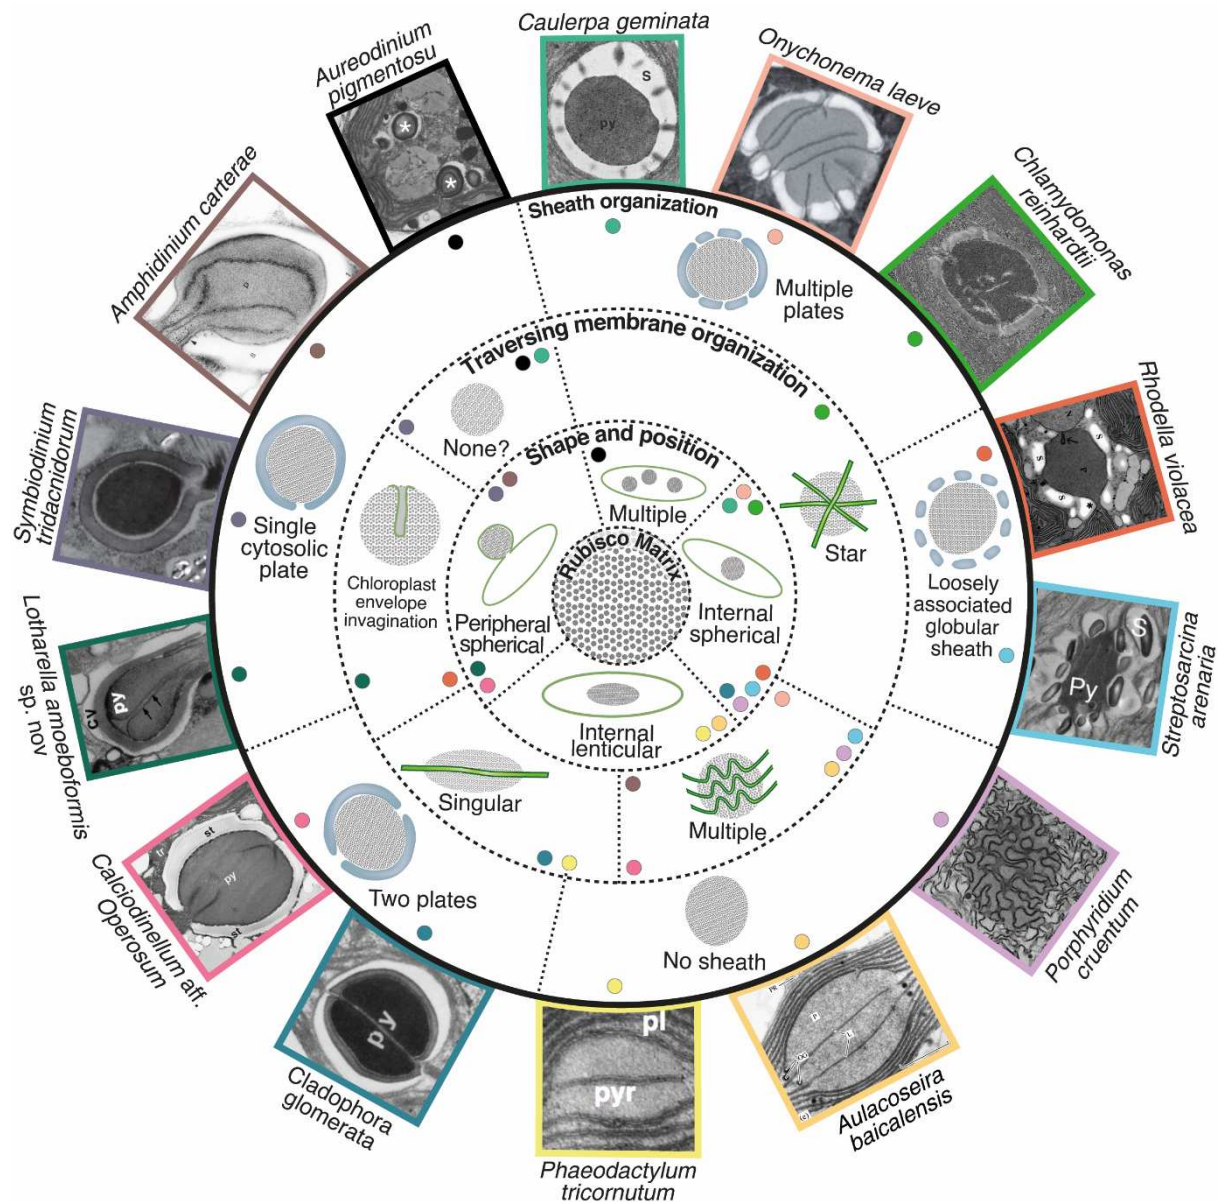 Caulerpa geminata
Onychonema laeve
Chlamydomonas
reinhardtii
Rhodella violacea
Streptosarcina
arenaria
Porphyridium
cruentum
Aulacoseira
baicalensis
Phaeodactylum
tricornutum
Cladophora
glomerata
Calciodinellum aff.
Operosum
Lotharella amoeboformis
sp. nov
Symbiodinium
tridacnidorum
Amphidinium carterae
Aureodinium
pigmentosu
Sheath organization
Multiple
plates
Loosely
associated
globular
sheath
No sheath
Two plates
Single
cytosolic
plate
Traversing membrane organization
None?
Star
Multiple
Singular
Chloroplast
envelope
invagination
Shape and position
Multiple
Internal
spherical
Internal
lenticular
Peripheral
spherical
Rubisco Matrix
S
py
S
S
S
S
Py
PR
P
L
OG
(c)
pl
pyr
py
st
tr
py
st
CV
py
*
*